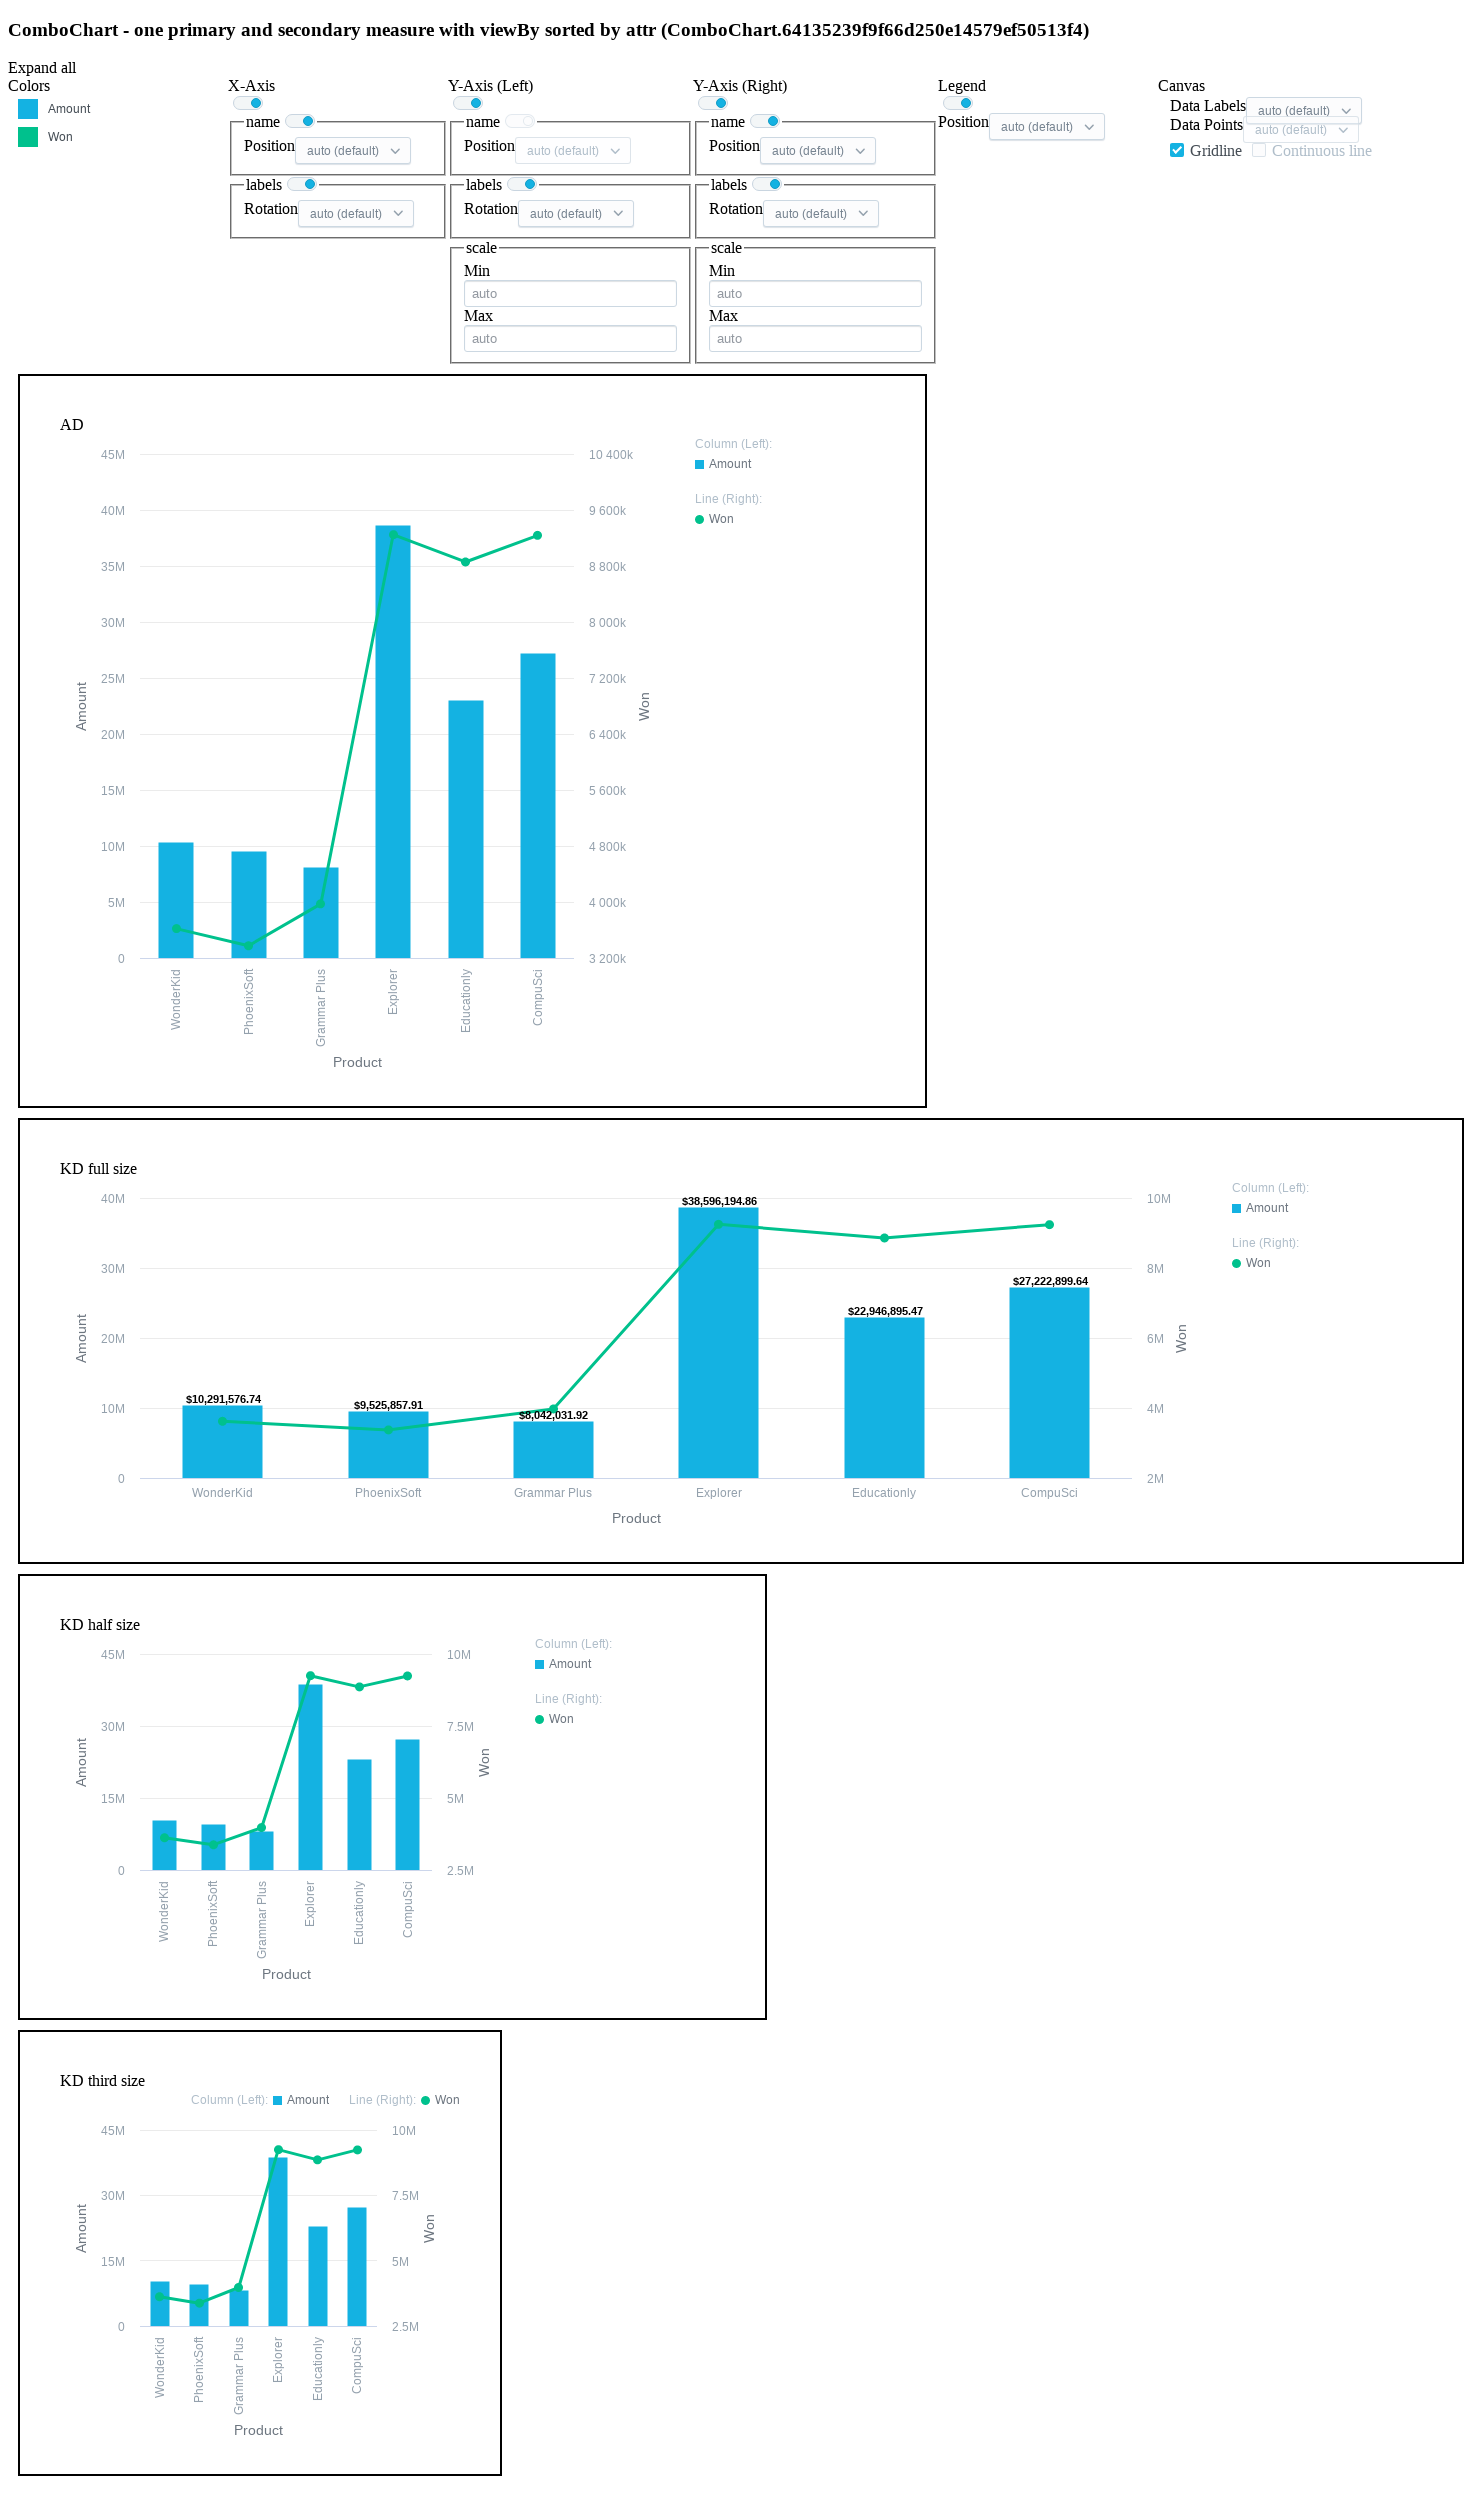 ComboChart - one primary and secondary measure with viewBy sorted by attr (ComboChart.64135239f9f66d250e14579ef50513f4)
Expand all
Colors
Amount
Won
X-Axis
name
Position auto (default)
labels
Rotation auto (default)
Y-Axis (Left)
name
Position auto (default)
labels
Rotation auto (default)
scale
Min
auto
Max
auto
Y-Axis (Right)
name
Position auto (default)
labels
Rotation auto (default)
scale
Min
auto
Max
auto
Legend
Position auto (default)
Canvas
Data Labels auto (default)
Data Points auto (default)
Gridline Continuous line
AD
45M
40M
35M
30M
25M
20M
15M
10M
5M
0
Amount
10 400k
9 600k
8 800k
8 000k
7 200k
6 400k
5 600k
4 800k
4 000k
3 200k
Won
WonderKid
PhoenixSoft
Grammar Plus
Explorer
Educationly
CompuSci
Product
Column (Left):
Amount
Line (Right):
Won
KD full size
40M
30M
20M
10M
0
Amount
$10,291,576.74
$9,525,857.91
$8,042,031.92
$38,596,194.86
$22,946,895.47
$27,222,899.64
10M
8M
6M
4M
2M
Won
WonderKid
PhoenixSoft
Grammar Plus
Explorer
Educationly
CompuSci
Product
Column (Left):
Amount
Line (Right):
Won
KD half size
45M
30M
15M
0
Amount
10M
7.5M
5M
2.5M
Won
WonderKid
PhoenixSoft
Grammar Plus
Explorer
Educationly
CompuSci
Product
Column (Left):
Amount
Line (Right):
Won
KD third size
Column (Left): Amount Line (Right): Won
45M
30M
15M
0
Amount
10M
7.5M
5M
2.5M
Won
WonderKid
PhoenixSoft
Grammar Plus
Explorer
Educationly
CompuSci
Product